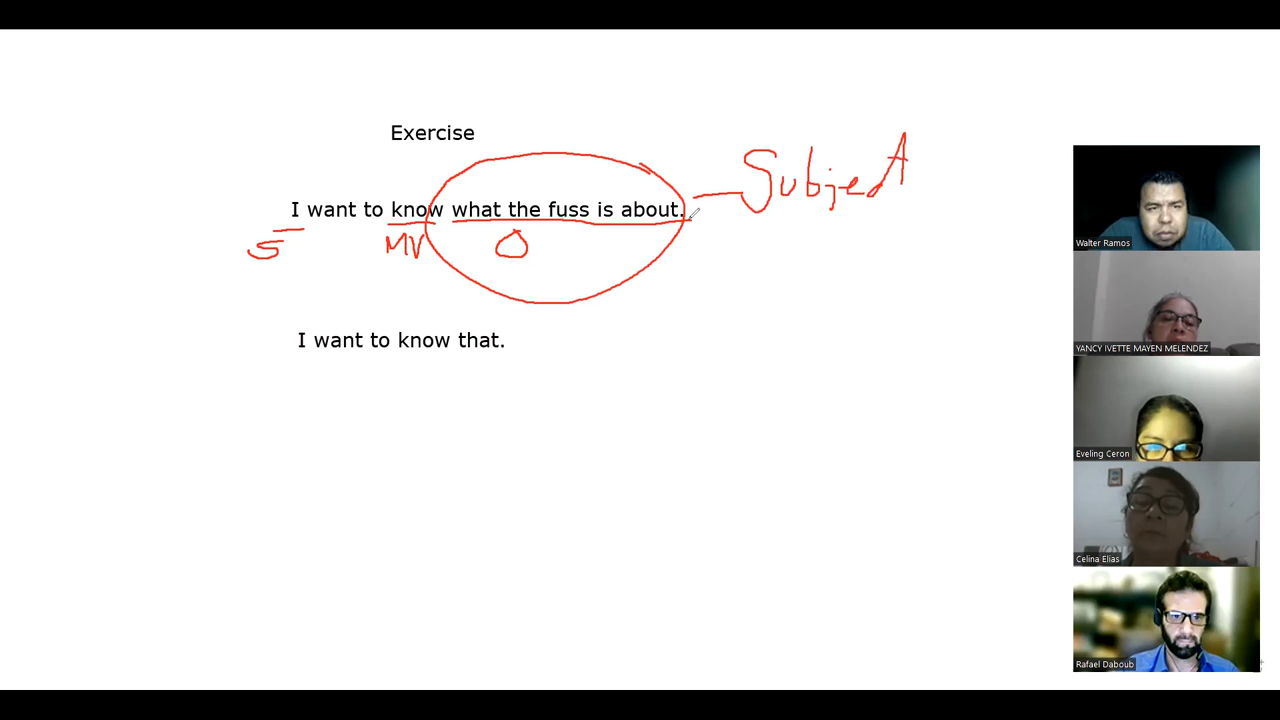 Exercise
Subject
I want to know what the fuss is about.
S MV O
I want to know that.
Walter Ramos
YANCY IVETTE MAYEN MELENDEZ
Eveling Ceron
Celina Elias
Rafael Daboub